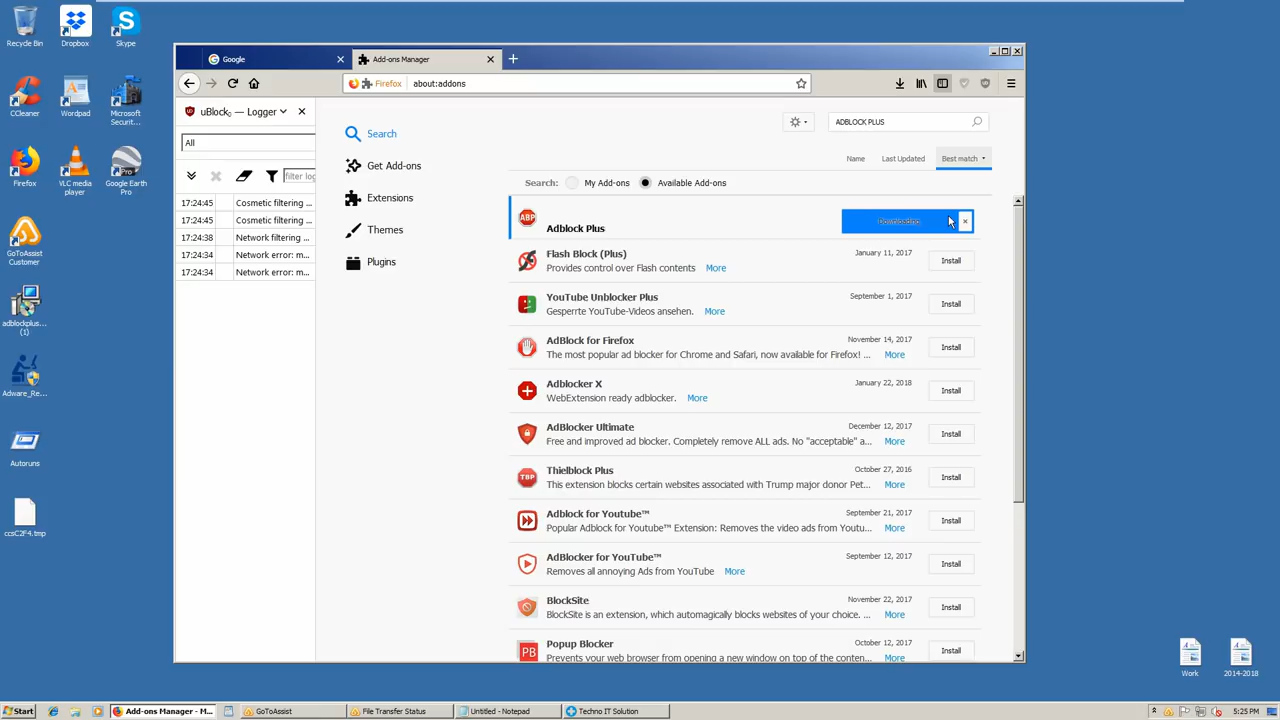 Recycle Bin
Dropbox
Skype
CCleaner
Wordpad
Microsoft Securit...
Firefox
VLC media player
Google Earth Pro
GoToAssist Customer
adblockplus... (1)
Adware_Re...
Autoruns
ccsC2F4.tmp
Google
Add-ons Manager
Firefox
about:addons
uBlock₀ — Logger
All
filter log
17:24:45 Cosmetic filtering ...
17:24:45 Cosmetic filtering ...
17:24:38 Network filtering ...
17:24:34 Network error: m...
17:24:34 Network error: m...
Search
Get Add-ons
Extensions
Themes
Plugins
ADBLOCK PLUS
Name Last Updated Best match
Search: My Add-ons Available Add-ons
ABP
Adblock Plus
Downloading
Flash Block (Plus) January 11, 2017
Provides control over Flash contents More Install
YouTube Unblocker Plus September 1, 2017
Gesperrte YouTube-Videos ansehen. More Install
AdBlock for Firefox November 14, 2017
The most popular ad blocker for Chrome and Safari, now available for Firefox! ... More Install
Adblocker X January 22, 2018
WebExtension ready adblocker. More Install
AdBlocker Ultimate December 12, 2017
Free and improved ad blocker. Completely remove ALL ads. No "acceptable" a... More Install
TBP
Thielblock Plus October 27, 2016
This extension blocks certain websites associated with Trump major donor Pet... More Install
Adblock for Youtube™ September 21, 2017
Popular Adblock for Youtube™ Extension: Removes the video ads from Youtu... More Install
AdBlocker for YouTube™ September 12, 2017
Removes all annoying Ads from YouTube More Install
BlockSite November 22, 2017
BlockSite is an extension, which automagically blocks websites of your choice. ... More Install
PB
Popup Blocker October 12, 2017
Prevents your web browser from opening a new window on top of the conten... More Install
Work
2014-2018
Start
Add-ons Manager - M...
GoToAssist
File Transfer Status
Untitled - Notepad
Techno IT Solution
5:25 PM